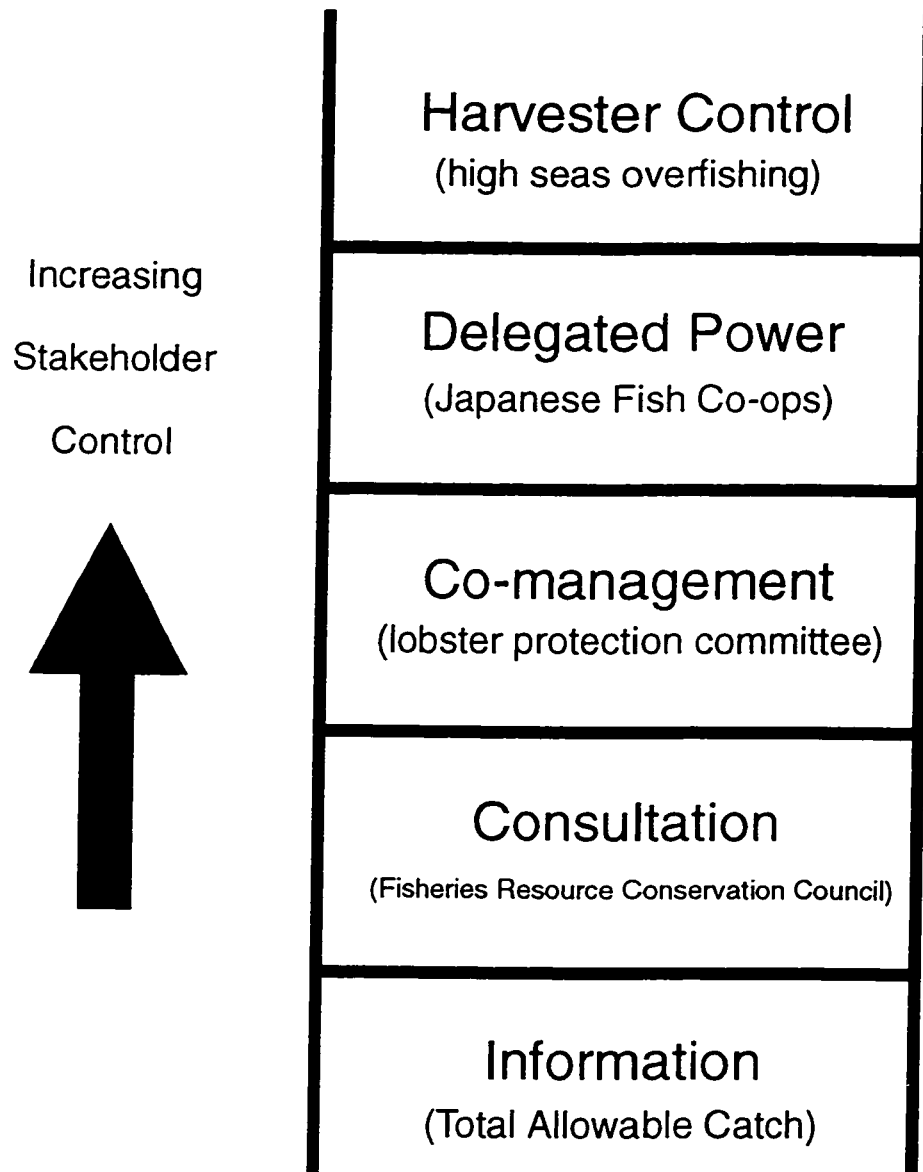 Harvester Control
(high seas overfishing)
Increasing
Stakeholder
Control
Delegated Power
(Japanese Fish Co-ops)
Co-management
(lobster protection committee)
Consultation
(Fisheries Resource Conservation Council)
Information
(Total Allowable Catch)